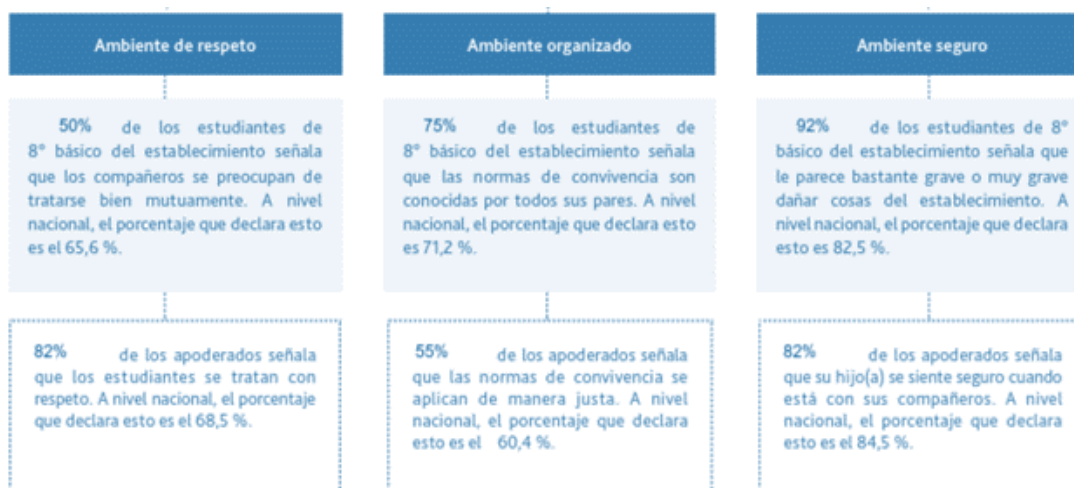 Ambiente de respeto
50% de los estudiantes de
8° básico del establecimiento señala
que los compañeros se preocupan de
tratarse bien mutuamente. A nivel
nacional, el porcentaje que declara esto
es el 65,6 %.
82% de los apoderados señala
que los estudiantes se tratan con
respeto. A nivel nacional, el porcentaje
que declara esto es el 68,5 %.
Ambiente organizado
75% de los estudiantes de
8° básico del establecimiento señala
que las normas de convivencia son
conocidas por todos sus pares. A nivel
nacional, el porcentaje que declara esto
es 71,2 %.
55% de los apoderados señala
que las normas de convivencia se
aplican de manera justa. A nivel
nacional, el porcentaje que declara
esto es el 60,4 %.
Ambiente seguro
92% de los estudiantes de 8°
básico del establecimiento señala que
le parece bastante grave o muy grave
dañar cosas del establecimiento. A
nivel nacional, el porcentaje que declara
esto es 82,5 %.
82% de los apoderados señala
que su hijo(a) se siente seguro cuando
está con sus compañeros. A nivel
nacional, el porcentaje que declara
esto es el 84,5 %.